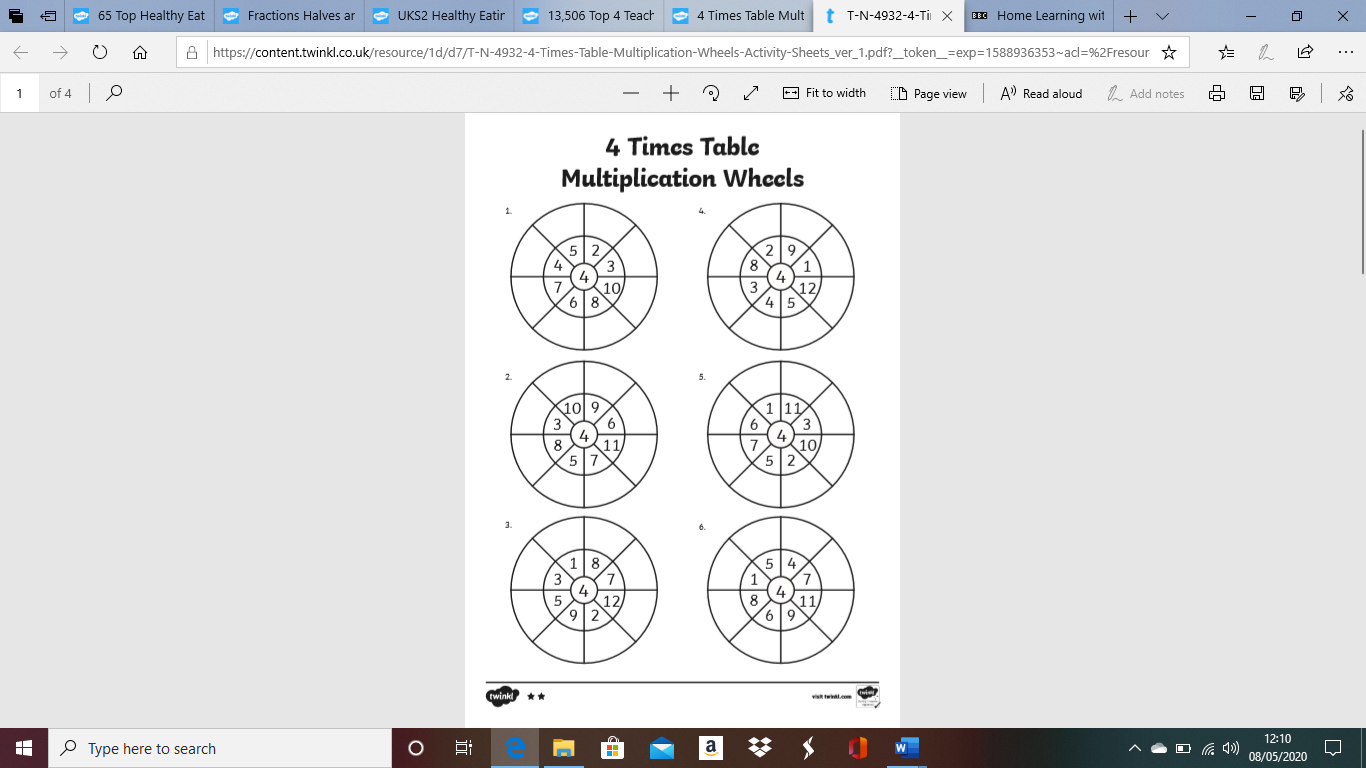 65 Top Healthy Eat
Fractions Halves ar
UKS2 Healthy Eatir
13,506 Top 4 Teach
4 Times Table Mult
T-N-4932-4-Ti
BBC Home Learning wit
https://content.twinkl.co.uk/resource/1d/d7/T-N-4932-4-Times-Table-Multiplication-Wheels-Activity-Sheets_ver_1.pdf?__token__=exp=1588936353~acl=%2Fresour
1 of 4
Fit to width
Page view
Read aloud
Add notes
4 Times Table
Multiplication Wheels
1.
5 2
4 3
4
7 10
6 8
4.
2 9
8 1
4
3 12
4 5
2.
10 9
3 6
4
8 11
5 7
5.
1 11
6 3
4
7 10
5 2
3.
1 8
3 7
4
5 12
9 2
6.
5 4
1 7
4
8 11
6 9
twinkl
visit twinkl.com
twinkl
Type here to search
12:10
08/05/2020